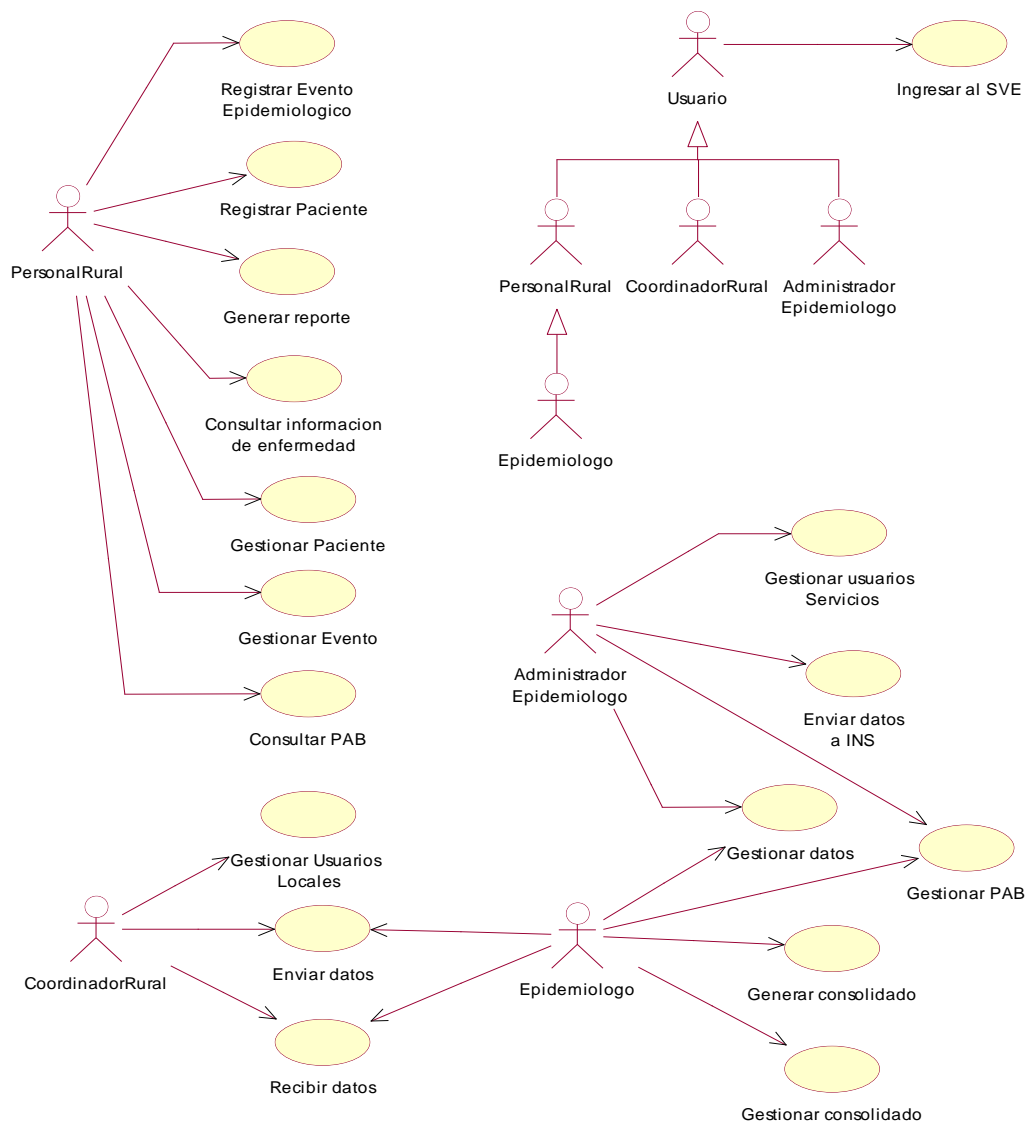 Registrar Evento
Epidemiologico
Registrar Paciente
PersonalRural
Generar reporte
Consultar informacion
de enfermedad
Gestionar Paciente
Gestionar Evento
Consultar PAB
Usuario
Ingresar al SVE
PersonalRural
CoordinadorRural
Administrador
Epidemiologo
Epidemiologo
Gestionar usuarios
Servicios
Administrador
Epidemiologo
Enviar datos
a INS
Gestionar datos
Gestionar PAB
Gestionar Usuarios
Locales
CoordinadorRural
Enviar datos
Recibir datos
Epidemiologo
Generar consolidado
Gestionar consolidado